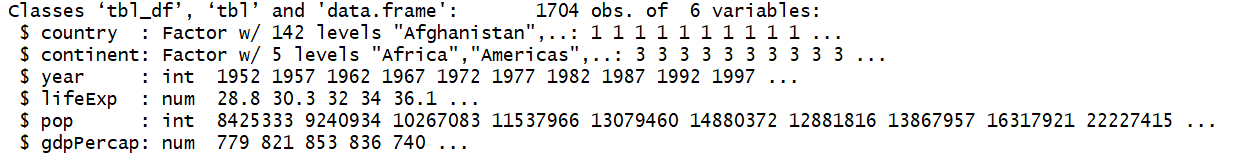 Classes ‘tbl_df’, ‘tbl’ and 'data.frame':	1704 obs. of  6 variables:
 $ country  : Factor w/ 142 levels "Afghanistan",..: 1 1 1 1 1 1 1 1 1 1 ...
 $ continent: Factor w/ 5 levels "Africa","Americas",..: 3 3 3 3 3 3 3 3 3 3 ...
 $ year     : int  1952 1957 1962 1967 1972 1977 1982 1987 1992 1997 ...
 $ lifeExp  : num  28.8 30.3 32 34 36.1 ...
 $ pop      : int  8425333 9240934 10267083 11537966 13079460 14880372 12881816 13867957 16317921 22227415 ...
 $ gdpPercap: num  779 821 853 836 740 ...